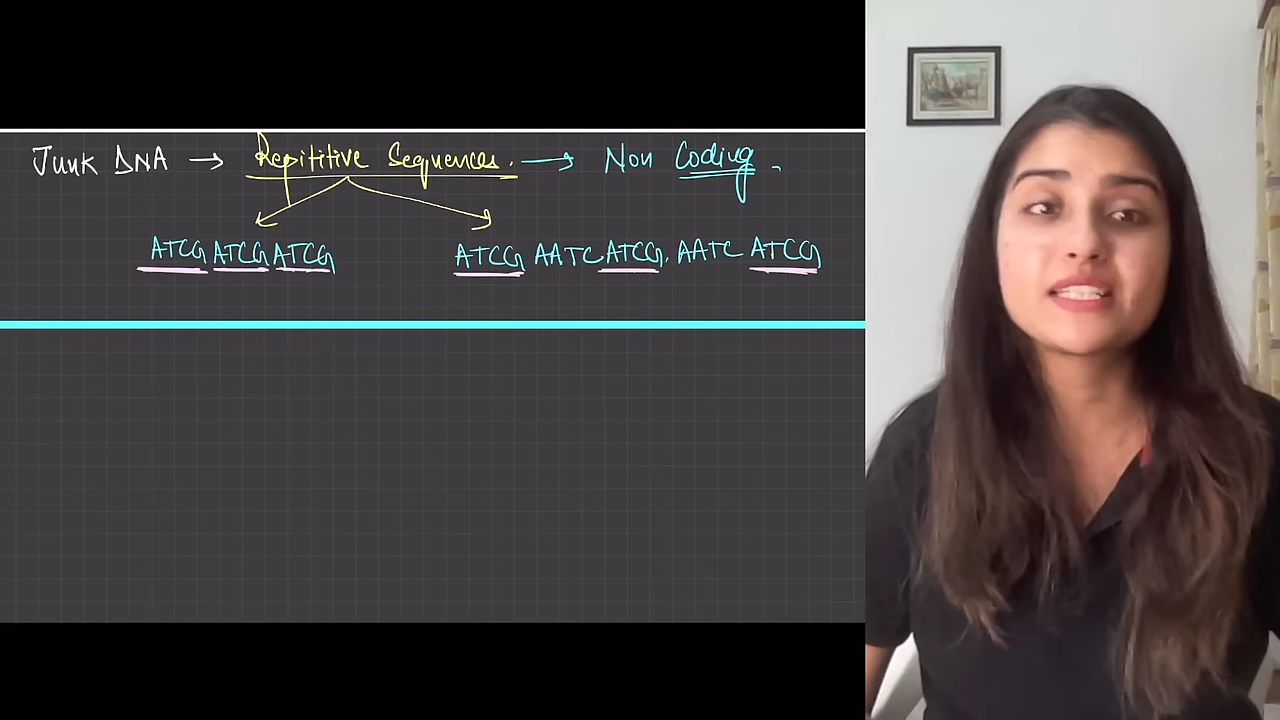 Junk DNA → Repititive Sequences. → Non Coding.
ATCG ATCG ATCG ATCG AATC ATCG. AATC ATCG